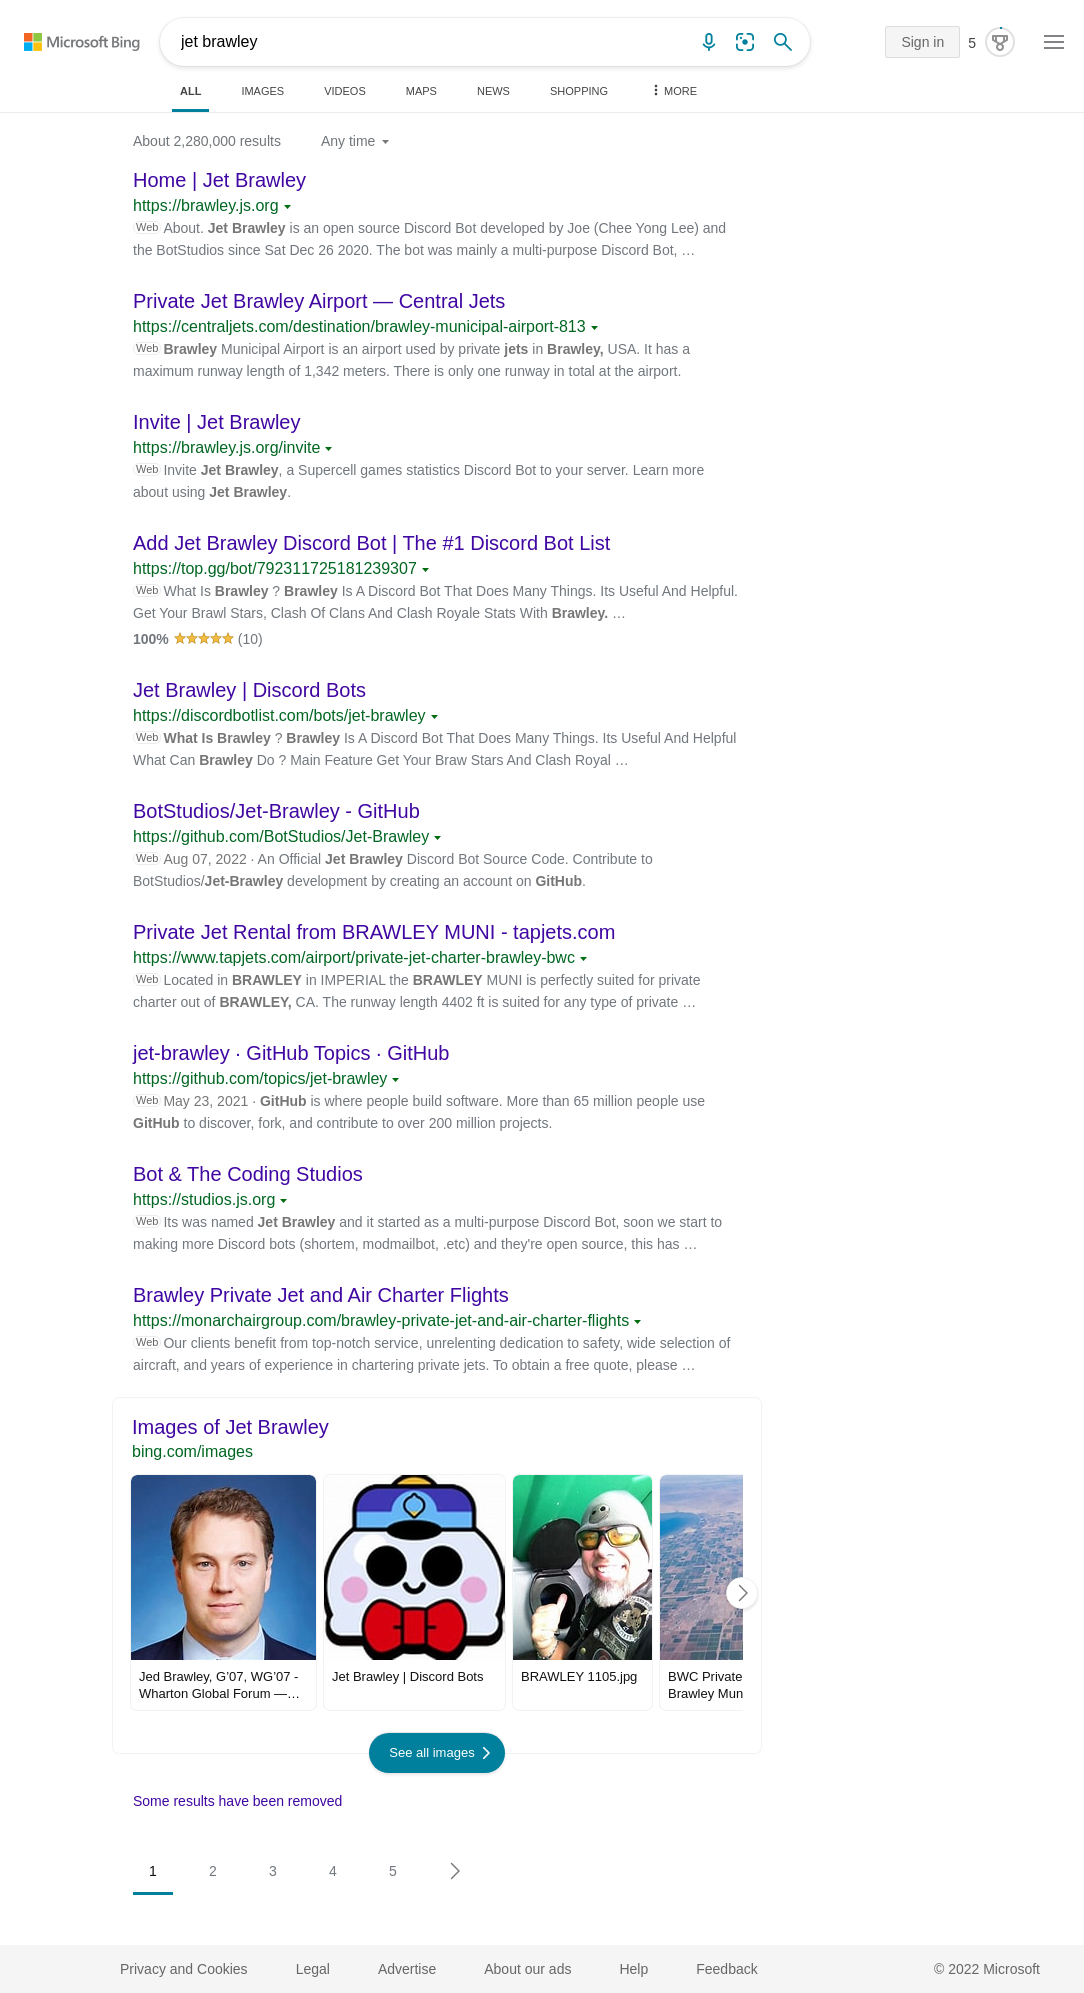 Microsoft Bing
jet brawley
Sign in
5
ALL
IMAGES
VIDEOS
MAPS
NEWS
SHOPPING
MORE
About 2,280,000 results
Any time
Home | Jet Brawley
https://brawley.js.org
Web About. Jet Brawley is an open source Discord Bot developed by Joe (Chee Yong Lee) and
the BotStudios since Sat Dec 26 2020. The bot was mainly a multi-purpose Discord Bot, …
Private Jet Brawley Airport — Central Jets
https://centraljets.com/destination/brawley-municipal-airport-813
Web Brawley Municipal Airport is an airport used by private jets in Brawley, USA. It has a
maximum runway length of 1,342 meters. There is only one runway in total at the airport.
Invite | Jet Brawley
https://brawley.js.org/invite
Web Invite Jet Brawley, a Supercell games statistics Discord Bot to your server. Learn more
about using Jet Brawley.
Add Jet Brawley Discord Bot | The #1 Discord Bot List
https://top.gg/bot/792311725181239307
Web What Is Brawley ? Brawley Is A Discord Bot That Does Many Things. Its Useful And Helpful.
Get Your Brawl Stars, Clash Of Clans And Clash Royale Stats With Brawley. …
100% (10)
Jet Brawley | Discord Bots
https://discordbotlist.com/bots/jet-brawley
Web What Is Brawley ? Brawley Is A Discord Bot That Does Many Things. Its Useful And Helpful
What Can Brawley Do ? Main Feature Get Your Braw Stars And Clash Royal …
BotStudios/Jet-Brawley - GitHub
https://github.com/BotStudios/Jet-Brawley
Web Aug 07, 2022 · An Official Jet Brawley Discord Bot Source Code. Contribute to
BotStudios/Jet-Brawley development by creating an account on GitHub.
Private Jet Rental from BRAWLEY MUNI - tapjets.com
https://www.tapjets.com/airport/private-jet-charter-brawley-bwc
Web Located in BRAWLEY in IMPERIAL the BRAWLEY MUNI is perfectly suited for private
charter out of BRAWLEY, CA. The runway length 4402 ft is suited for any type of private …
jet-brawley · GitHub Topics · GitHub
https://github.com/topics/jet-brawley
Web May 23, 2021 · GitHub is where people build software. More than 65 million people use
GitHub to discover, fork, and contribute to over 200 million projects.
Bot & The Coding Studios
https://studios.js.org
Web Its was named Jet Brawley and it started as a multi-purpose Discord Bot, soon we start to
making more Discord bots (shortem, modmailbot, .etc) and they're open source, this has …
Brawley Private Jet and Air Charter Flights
https://monarchairgroup.com/brawley-private-jet-and-air-charter-flights
Web Our clients benefit from top-notch service, unrelenting dedication to safety, wide selection of
aircraft, and years of experience in chartering private jets. To obtain a free quote, please …
Images of Jet Brawley
bing.com/images
Jed Brawley, G’07, WG’07 -
Wharton Global Forum —…
Jet Brawley | Discord Bots
BRAWLEY 1105.jpg
BWC Private
Brawley Mun
See all images
Some results have been removed
1
2
3
4
5
Privacy and Cookies
Legal
Advertise
About our ads
Help
Feedback
© 2022 Microsoft